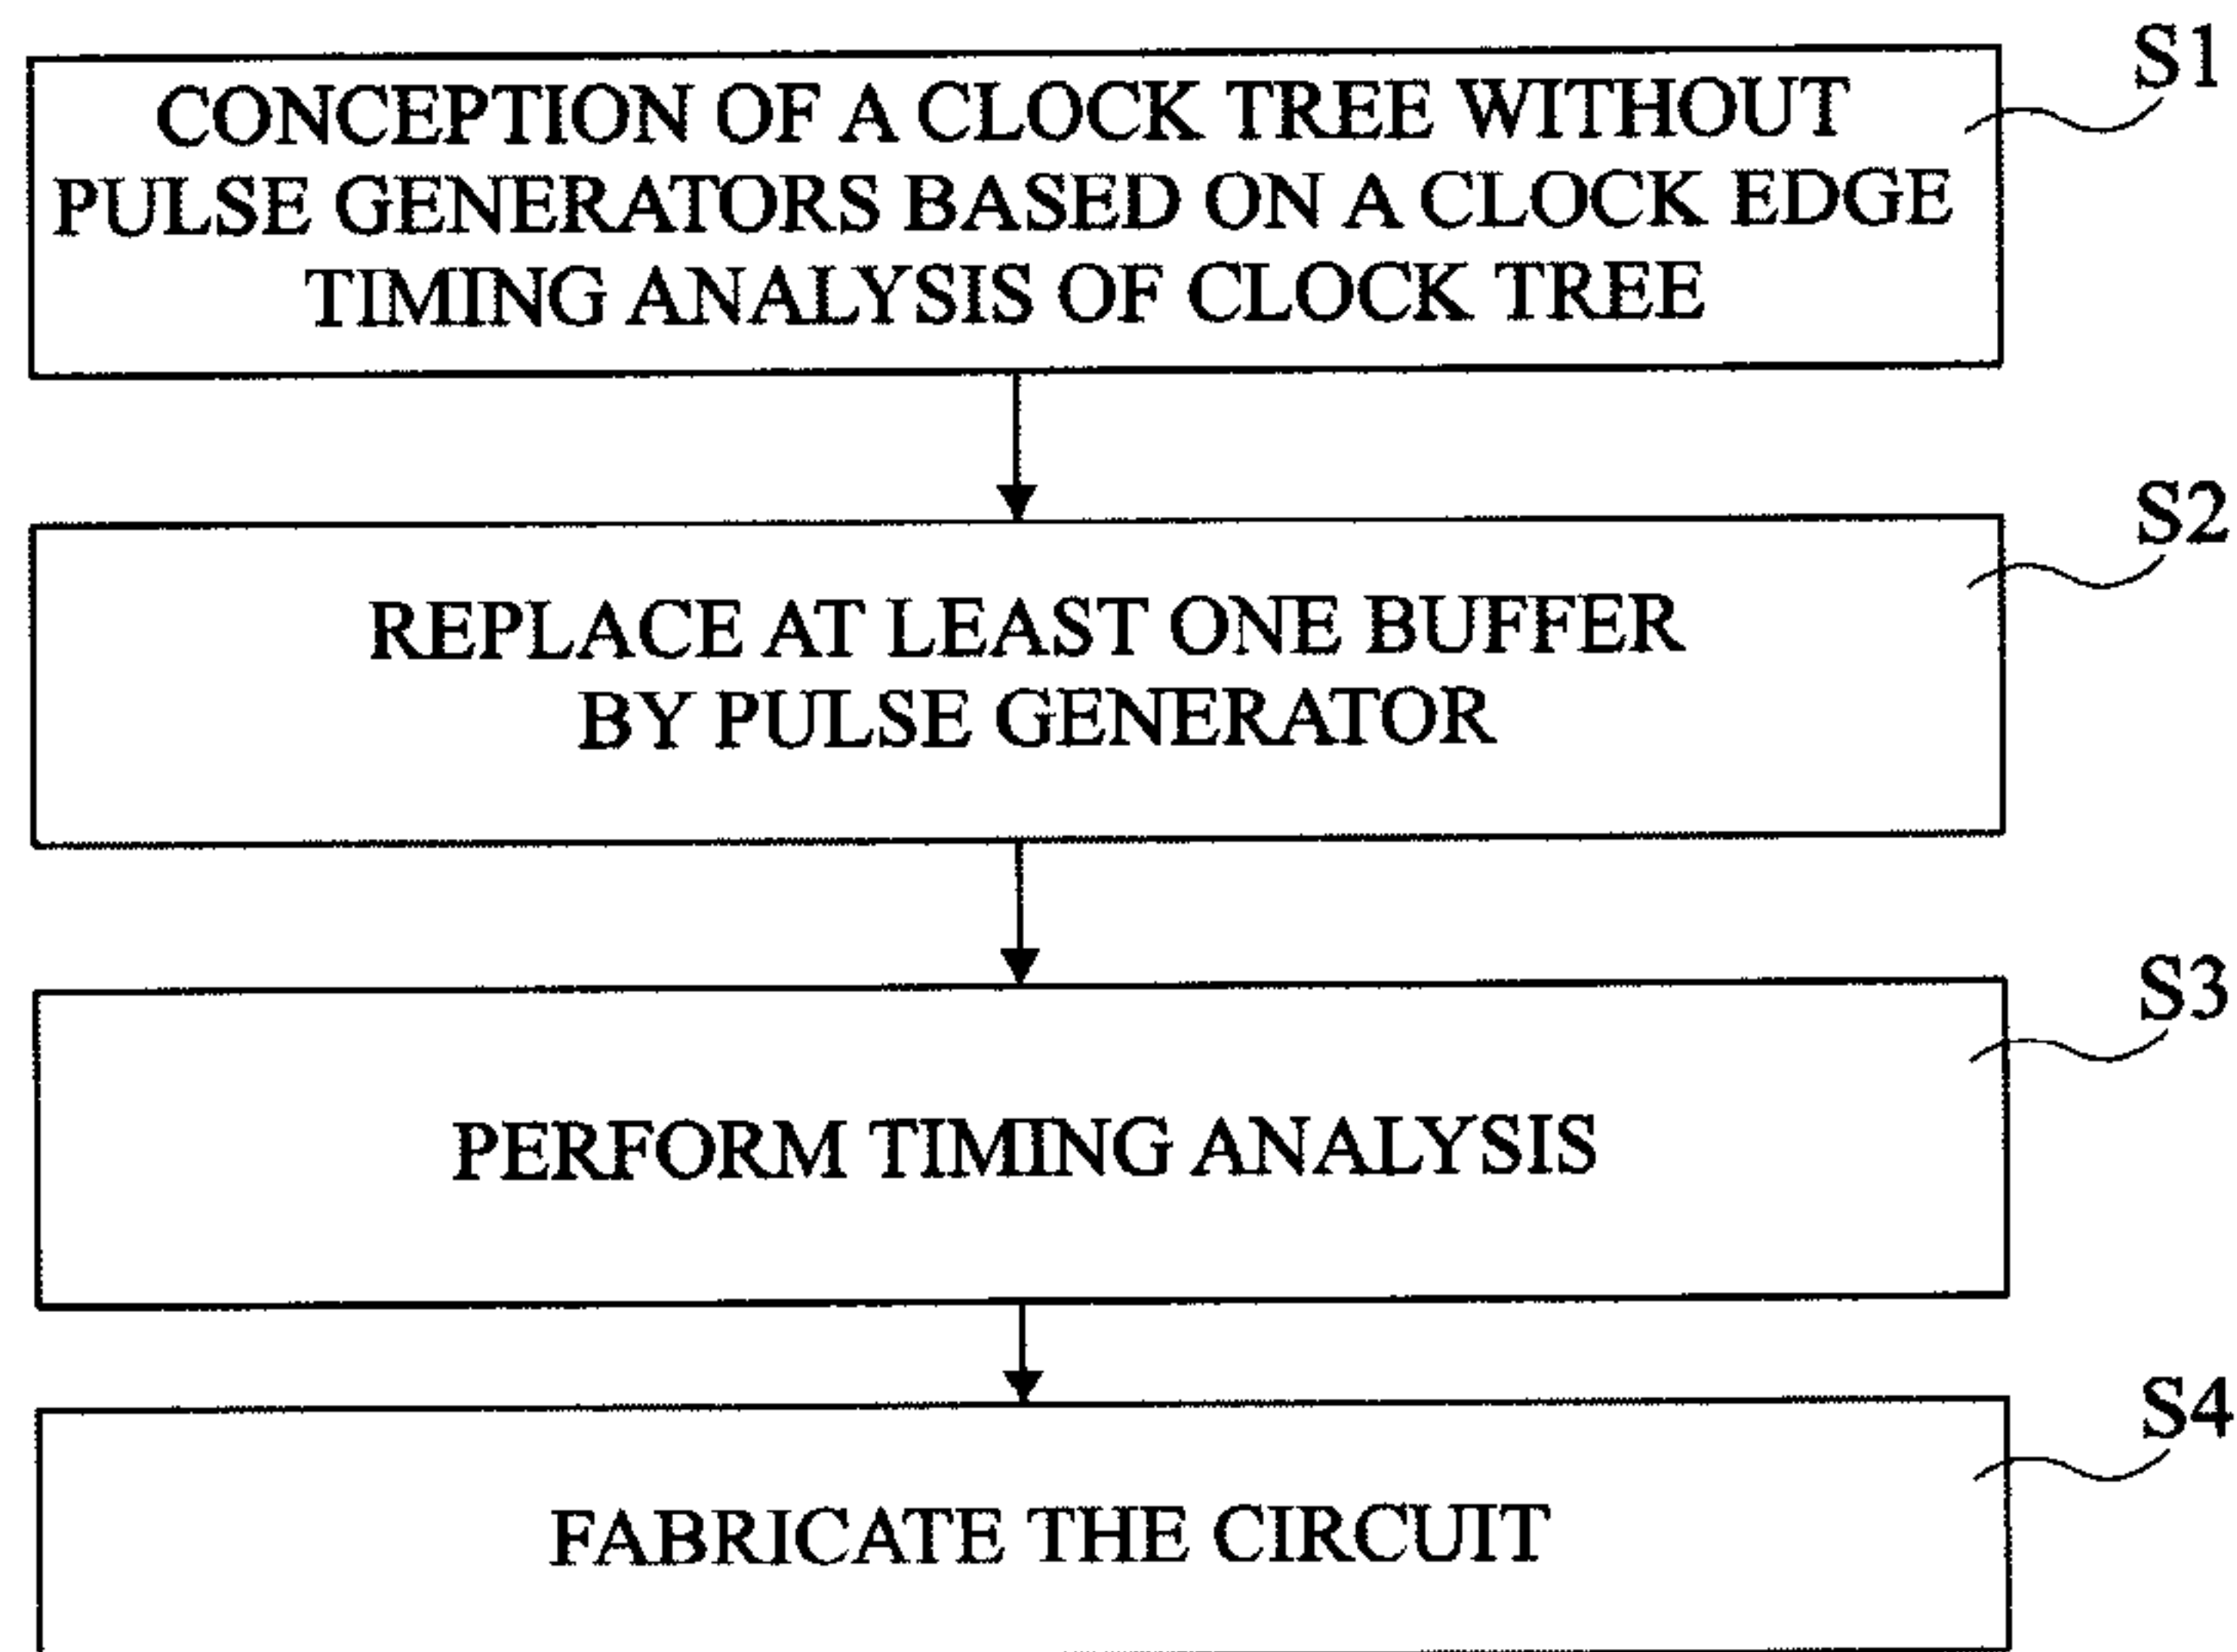 S1
CONCEPTION OF A CLOCK TREE WITHOUT
PULSE GENERATORS BASED ON A CLOCK EDGE
TIMING ANALYSIS OF CLOCK TREE
S2
REPLACE AT LEAST ONE BUFFER
BY PULSE GENERATOR
S3
PERFORM TIMING ANALYSIS
S4
FABRICATE THE CIRCUIT